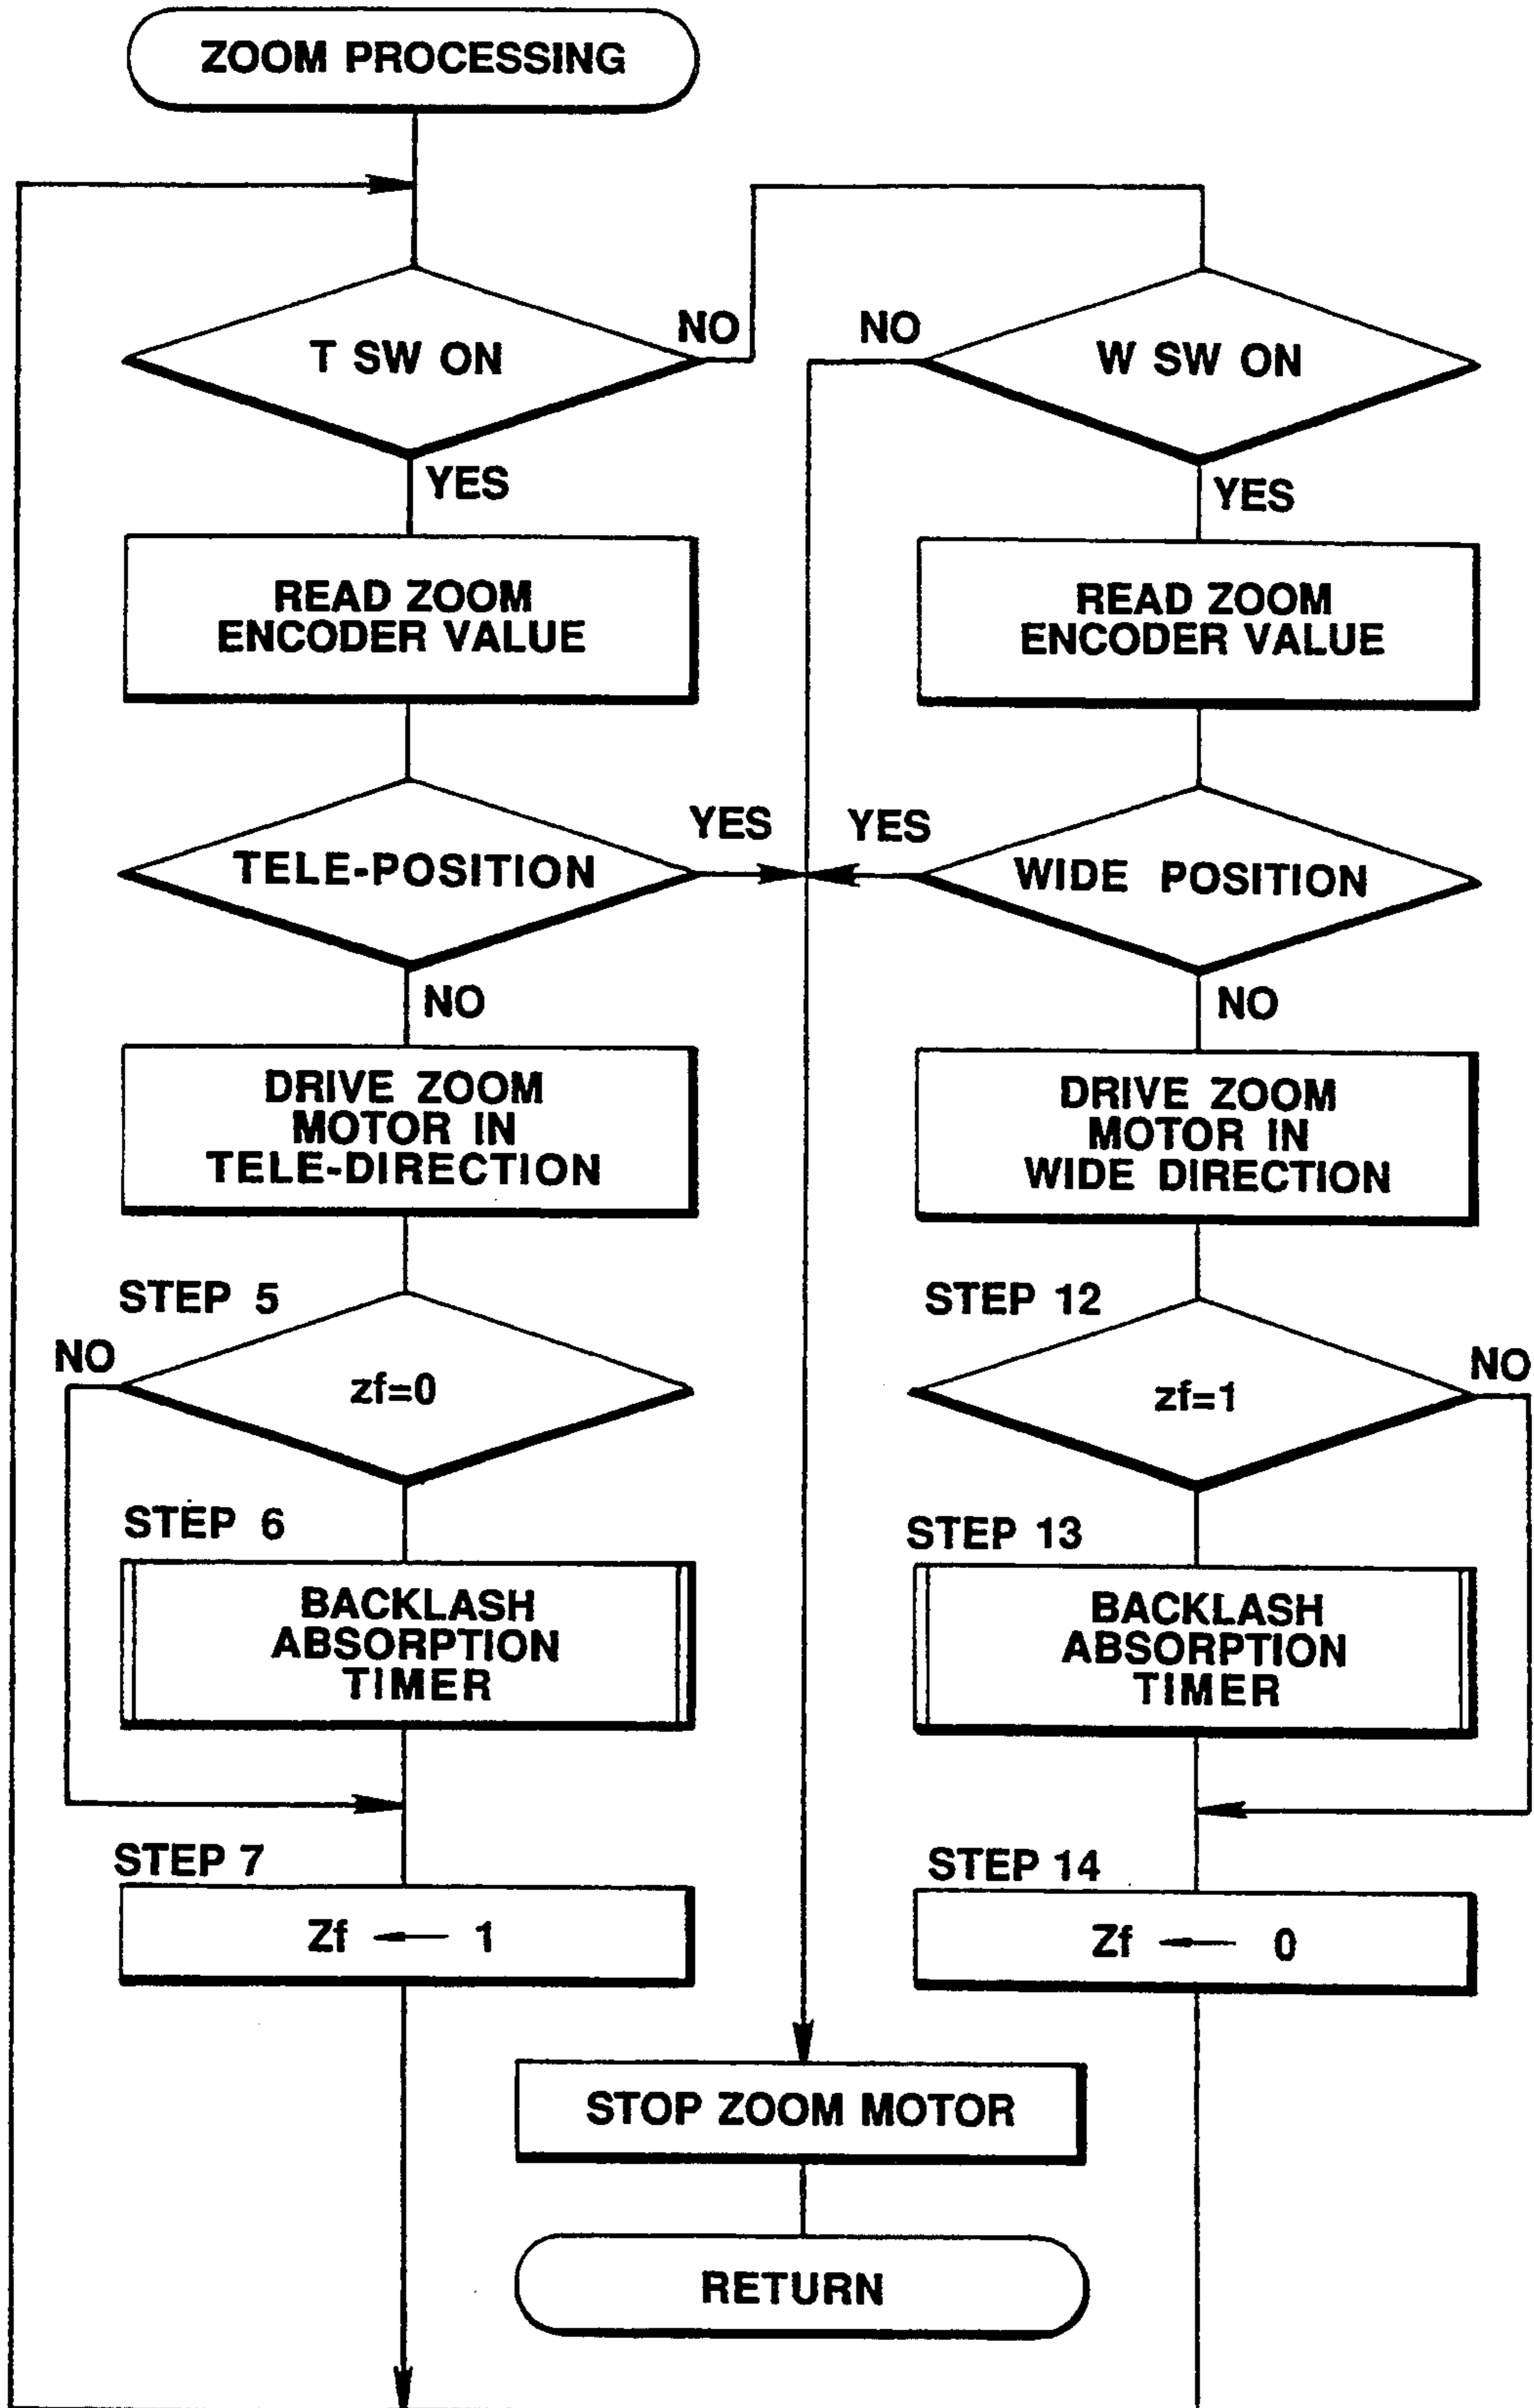 ZOOM PROCESSING
T SW ON
NO
YES
READ ZOOM
ENCODER VALUE
TELE-POSITION
YES
NO
DRIVE ZOOM
MOTOR IN
TELE-DIRECTION
STEP 5
NO
zf=0
STEP 6
BACKLASH
ABSORPTION
TIMER
STEP 7
Zf ← 1
NO
W SW ON
YES
READ ZOOM
ENCODER VALUE
YES
WIDE POSITION
NO
DRIVE ZOOM
MOTOR IN
WIDE DIRECTION
STEP 12
NO
zf=1
STEP 13
BACKLASH
ABSORPTION
TIMER
STEP 14
Zf ← 0
STOP ZOOM MOTOR
RETURN